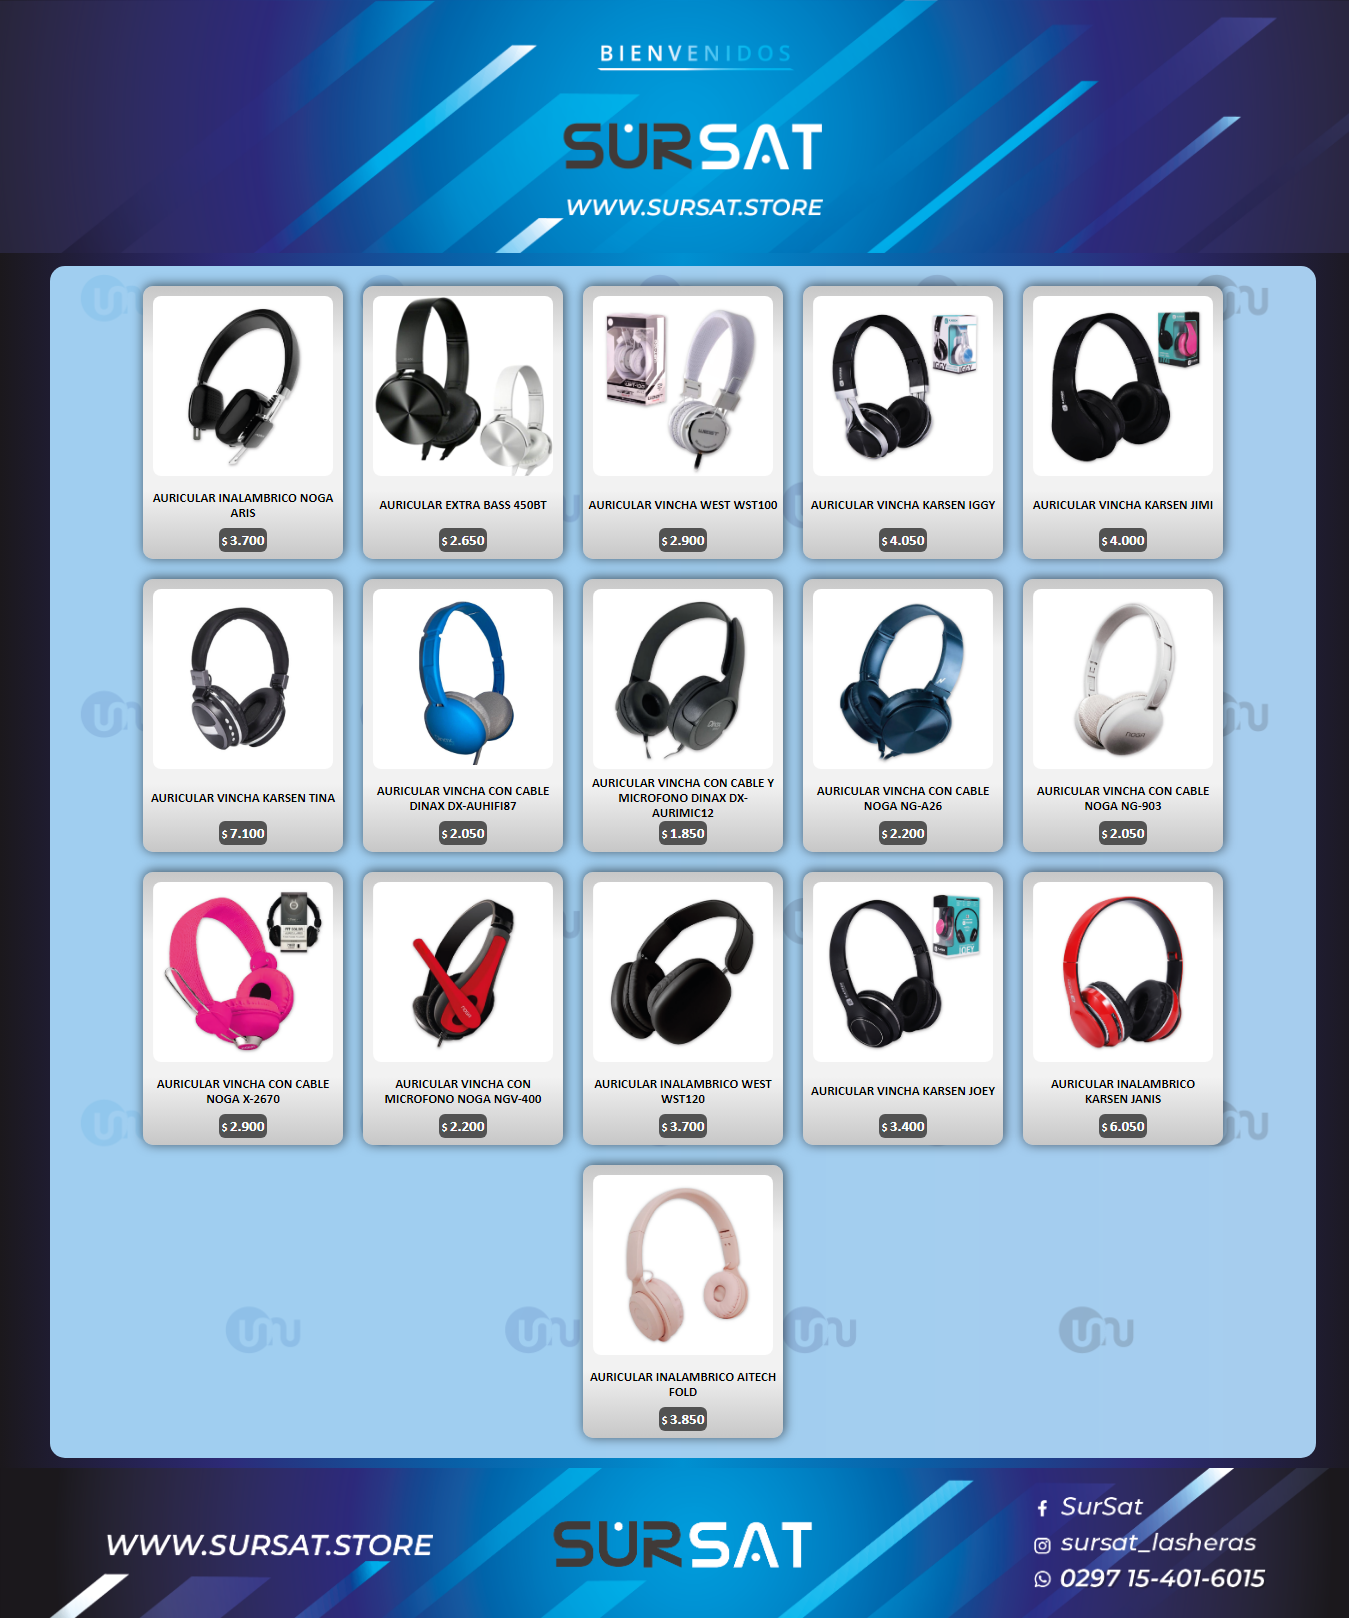 BIENVENIDOS
SURSAT
WWW.SURSAT.STORE
AURICULAR INALAMBRICO NOGA
ARIS
$ 3.700
AURICULAR EXTRA BASS 450BT
$ 2.650
AURICULAR VINCHA WEST WST100
$ 2.900
AURICULAR VINCHA KARSEN IGGY
$ 4.050
AURICULAR VINCHA KARSEN JIMI
$ 4.000
AURICULAR VINCHA KARSEN TINA
$ 7.100
AURICULAR VINCHA CON CABLE
DINAX DX-AUHIFI87
$ 2.050
AURICULAR VINCHA CON CABLE Y
MICROFONO DINAX DX-
AURIMIC12
$ 1.850
AURICULAR VINCHA CON CABLE
NOGA NG-A26
$ 2.200
AURICULAR VINCHA CON CABLE
NOGA NG-903
$ 2.050
AURICULAR VINCHA CON CABLE
NOGA X-2670
$ 2.900
AURICULAR VINCHA CON
MICROFONO NOGA NGV-400
$ 2.200
AURICULAR INALAMBRICO WEST
WST120
$ 3.700
AURICULAR VINCHA KARSEN JOEY
$ 3.400
AURICULAR INALAMBRICO
KARSEN JANIS
$ 6.050
AURICULAR INALAMBRICO AITECH
FOLD
$ 3.850
WWW.SURSAT.STORE
SURSAT
SurSat
sursat_lasheras
0297 15-401-6015